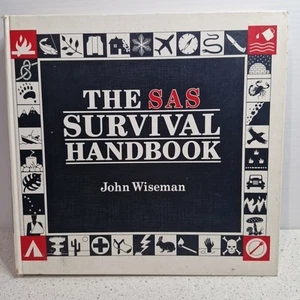 THE SAS
SURVIVAL
HANDBOOK
John Wiseman